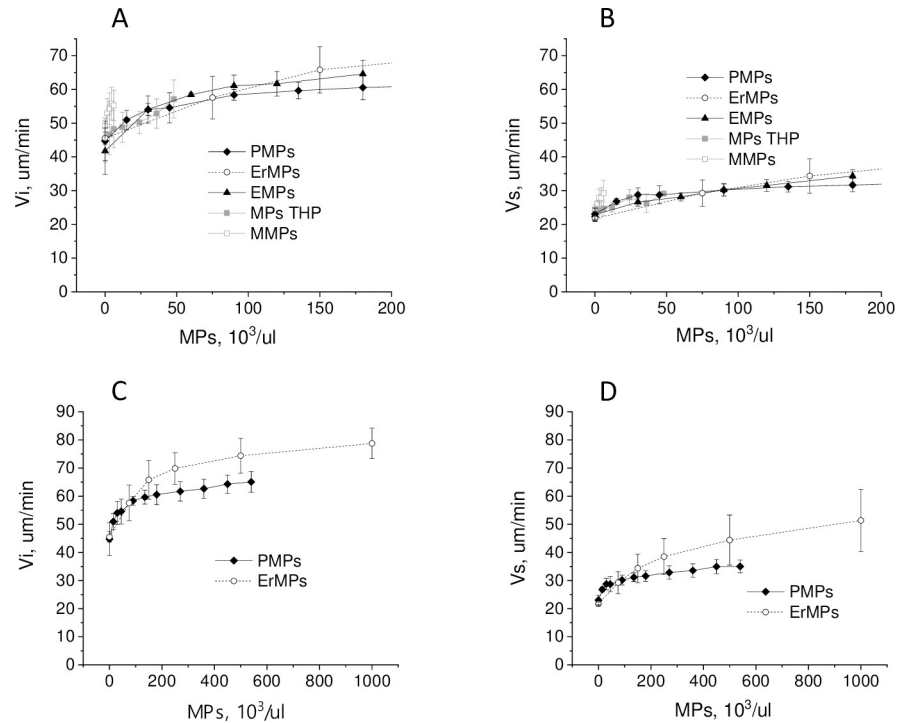 A
Vi, um/min
70
60
50
40
30
20
10
0
0 50 100 150 200
MPs, 10³/ul
PMPs
ErMPs
EMPs
MPs THP
MMPs
B
Vs, um/min
70
60
50
40
30
20
10
0
0 50 100 150 200
MPs, 10³/ul
PMPs
ErMPs
EMPs
MPs THP
MMPs
C
Vi, um/min
90
80
70
60
50
40
30
20
10
0
0 200 400 600 800 1000
MPs, 10³/ul
PMPs
ErMPs
D
Vs, um/min
90
80
70
60
50
40
30
20
10
0
0 200 400 600 800 1000
MPs, 10³/ul
PMPs
ErMPs